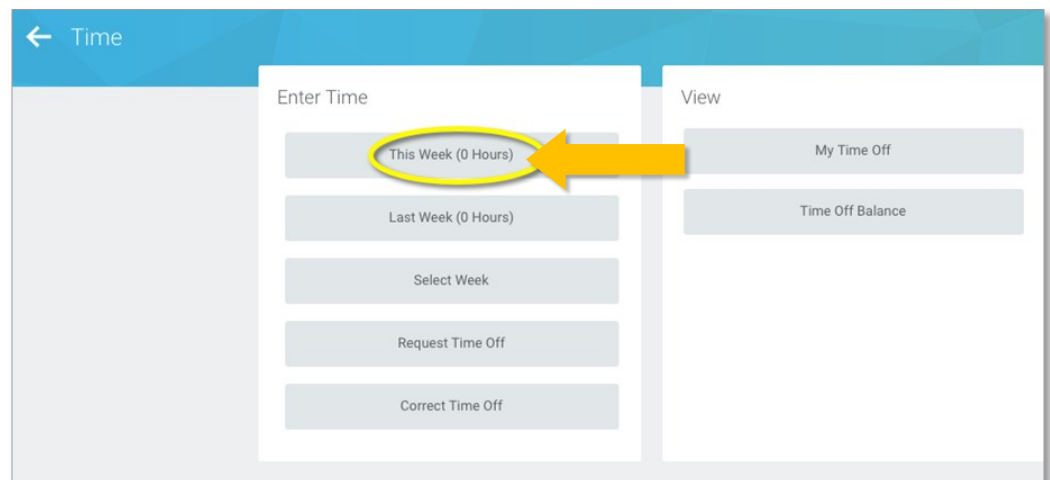 Time
Enter Time
This Week (0 Hours)
Last Week (0 Hours)
Select Week
Request Time Off
Correct Time Off
View
My Time Off
Time Off Balance